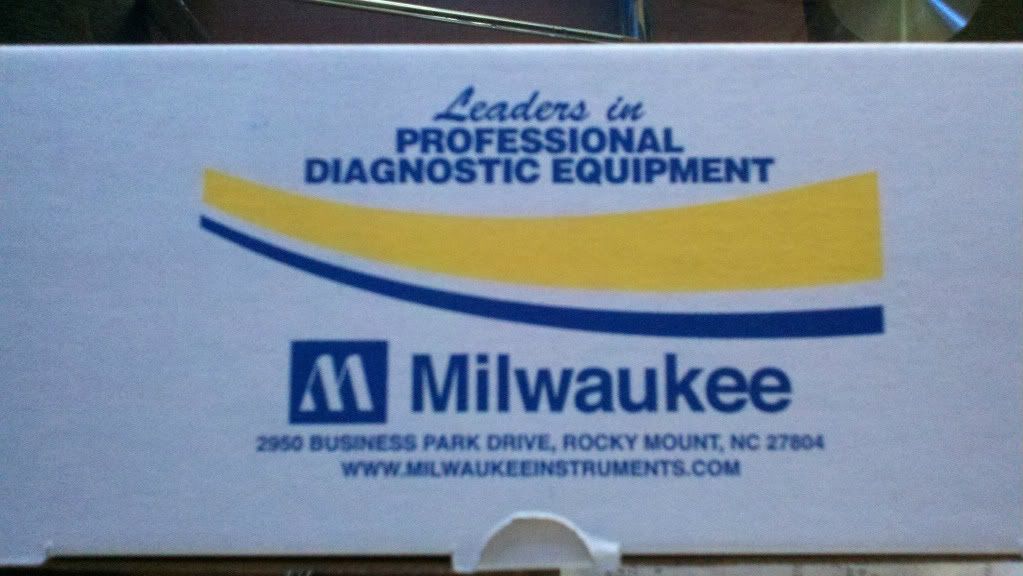 Leaders in
PROFESSIONAL
DIAGNOSTIC EQUIPMENT
M Milwaukee
2950 BUSINESS PARK DRIVE, ROCKY MOUNT, NC 27804
WWW.MILWAUKEEINSTRUMENTS.COM